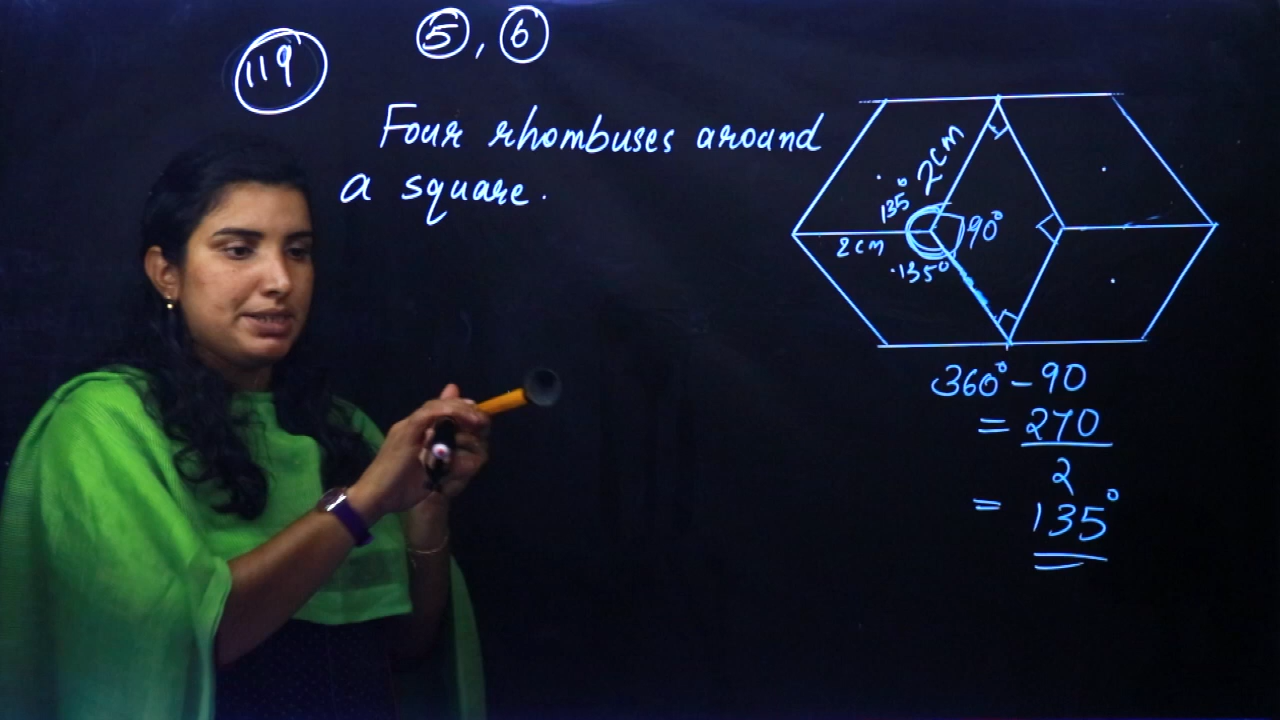 119
5, 6
Four rhombuses around
a square.
2cm
135°
90°
2cm
135°
360° - 90
= 270
2
= 135°